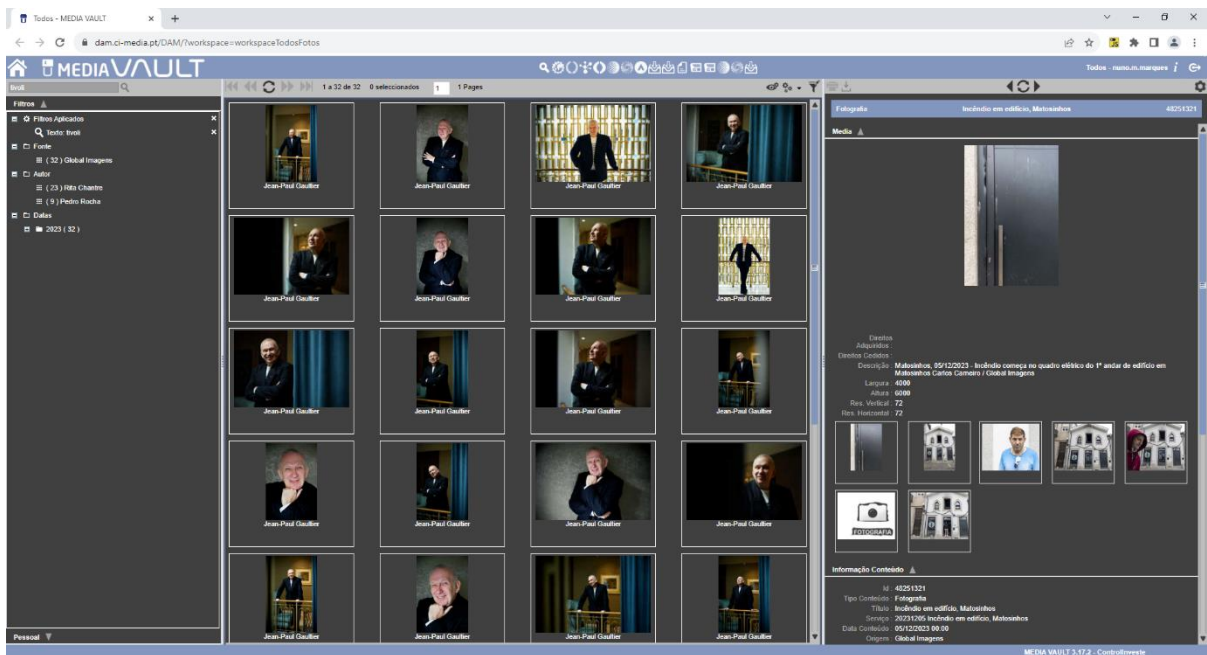 Todos - MEDIA VAULT
dam.ci-media.pt/DAM/?workspace=workspaceTodosFotos
MEDIA VAULT
Todos - nuno.m.marques
tivoli
1 a 32 de 32 0 seleccionados 1 1 Pages
Filtros
Filtros Aplicados
Texto: tivoli
Fonte
( 32 ) Global Imagens
Autor
( 23 ) Rita Chantre
( 9 ) Pedro Rocha
Datas
2023 ( 32 )
Pessoal
Jean-Paul Gaultier Jean-Paul Gaultier Jean-Paul Gaultier Jean-Paul Gaultier
Jean-Paul Gaultier Jean-Paul Gaultier Jean-Paul Gaultier Jean-Paul Gaultier
Jean-Paul Gaultier Jean-Paul Gaultier Jean-Paul Gaultier Jean-Paul Gaultier
Jean-Paul Gaultier Jean-Paul Gaultier Jean-Paul Gaultier Jean-Paul Gaultier
Jean-Paul Gaultier Jean-Paul Gaultier Jean-Paul Gaultier Jean-Paul Gaultier
Fotografia Incêndio em edifício, Matosinhos 48251321
Media
Direitos
Adquiridos :
Direitos Cedidos :
Descrição : Matosinhos, 05/12/2023 - Incêndio começa no quadro elétrico do 1º andar de edifício em
Matosinhos Carlos Carneiro / Global Imagens
Largura : 4000
Altura : 6000
Res. Vertical : 72
Res. Horizontal : 72
FOTOGRAFIA
Informação Conteúdo
Id : 48251321
Tipo Conteúdo : Fotografia
Título : Incêndio em edifício, Matosinhos
Serviço : 20231205 Incêndio em edifício, Matosinhos
Data Conteúdo : 05/12/2023 00:00
Origem : Global Imagens
MEDIA VAULT 3.17.2 - ControlInveste